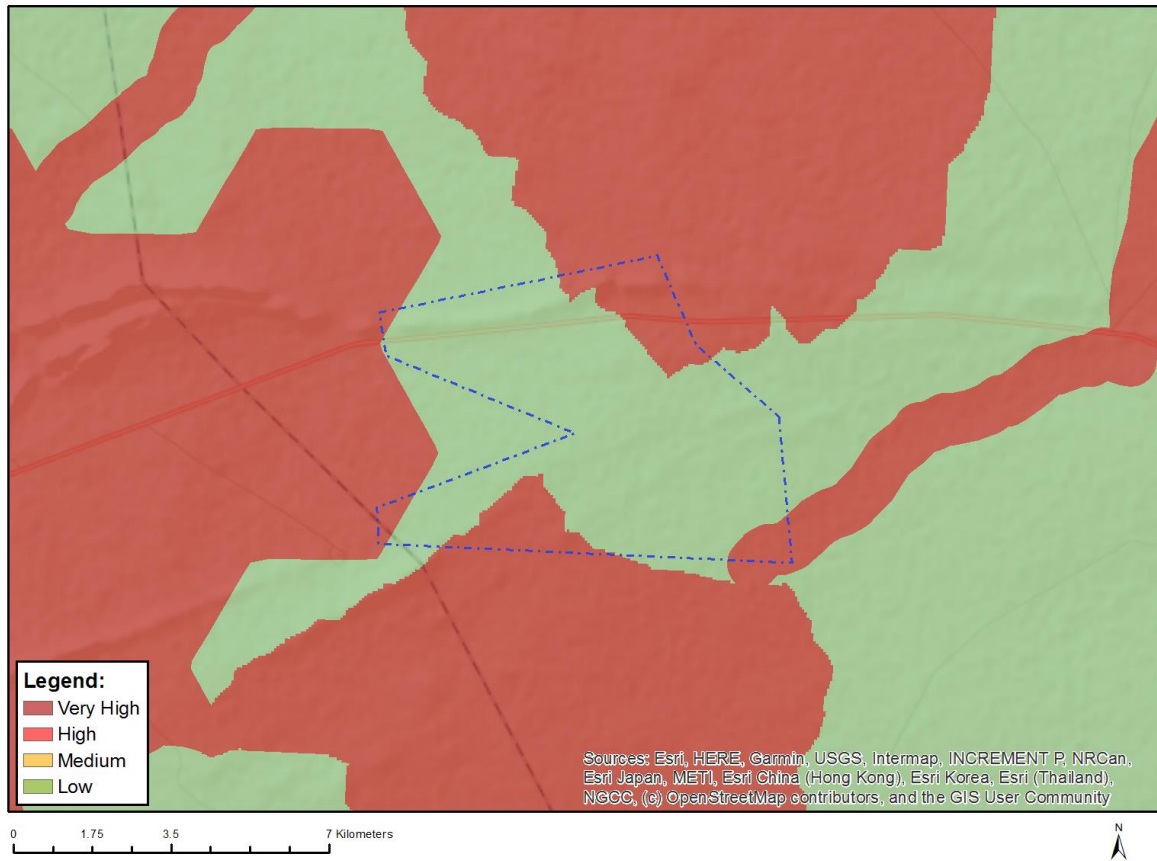 Legend:
Very High
High
Medium
Low
Sources: Esri, HERE, Garmin, USGS, Intermap, INCREMENT P, NRCan,
Esri Japan, METI, Esri China (Hong Kong), Esri Korea, Esri (Thailand),
NGCC, (c) OpenStreetMap contributors, and the GIS User Community
0 1.75 3.5 7 Kilometers
N